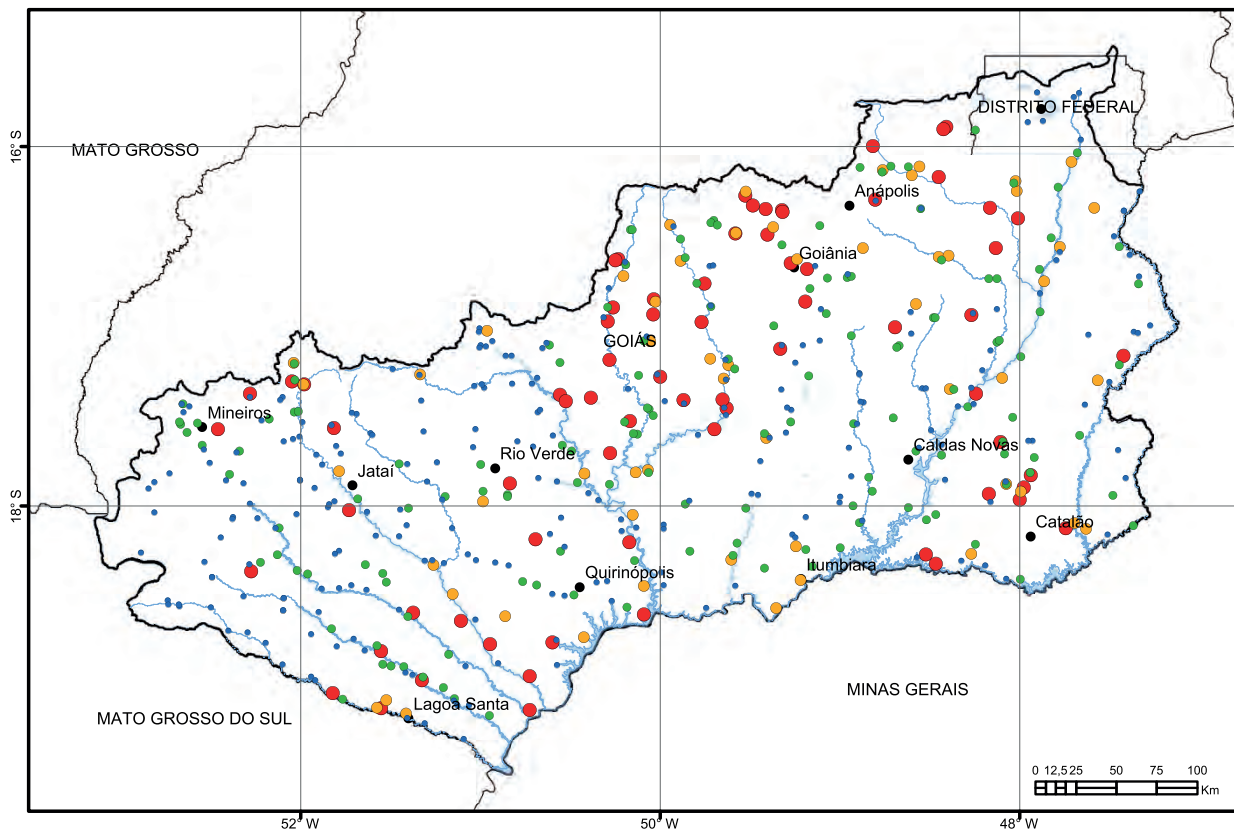 DISTRITO FEDERAL
MATO GROSSO
16° S
Anápolis
Goiânia
GOIÁS
Mineiros
Caldas Novas
Rio Verde
Jataí
18° S
Catalão
Itumbiara
Quirinópolis
MINAS GERAIS
Lagoa Santa
MATO GROSSO DO SUL
0 12,5 25 50 75 100
Km
52° W 50° W 48° W